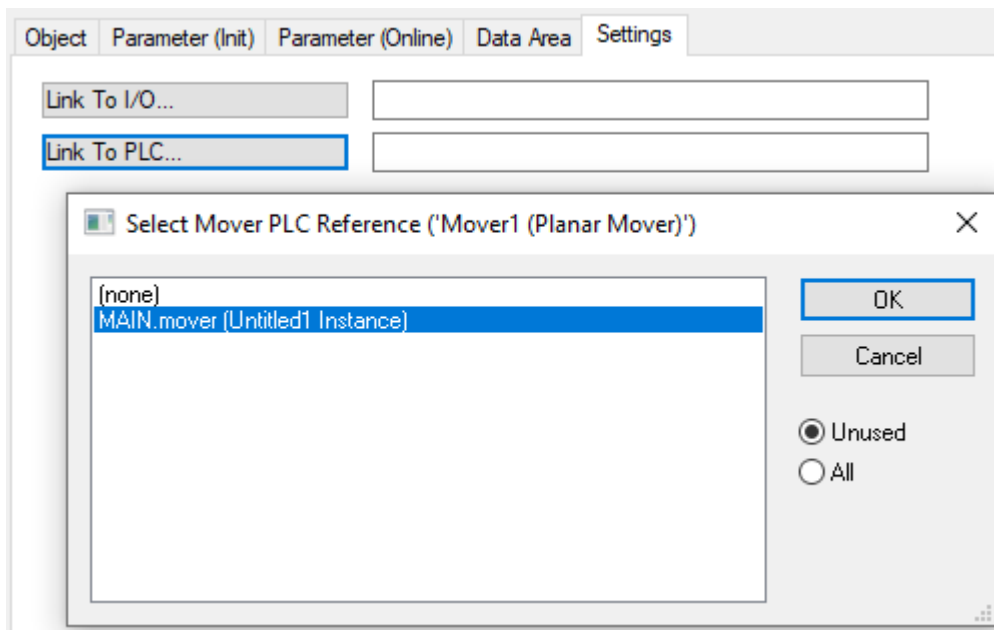 Object Parameter (Init) Parameter (Online) Data Area Settings
Link To I/O...
Link To PLC...
Select Mover PLC Reference ('Mover1 (Planar Mover)')
(none)
MAIN.mover (Untitled1 Instance)
OK
Cancel
Unused
All